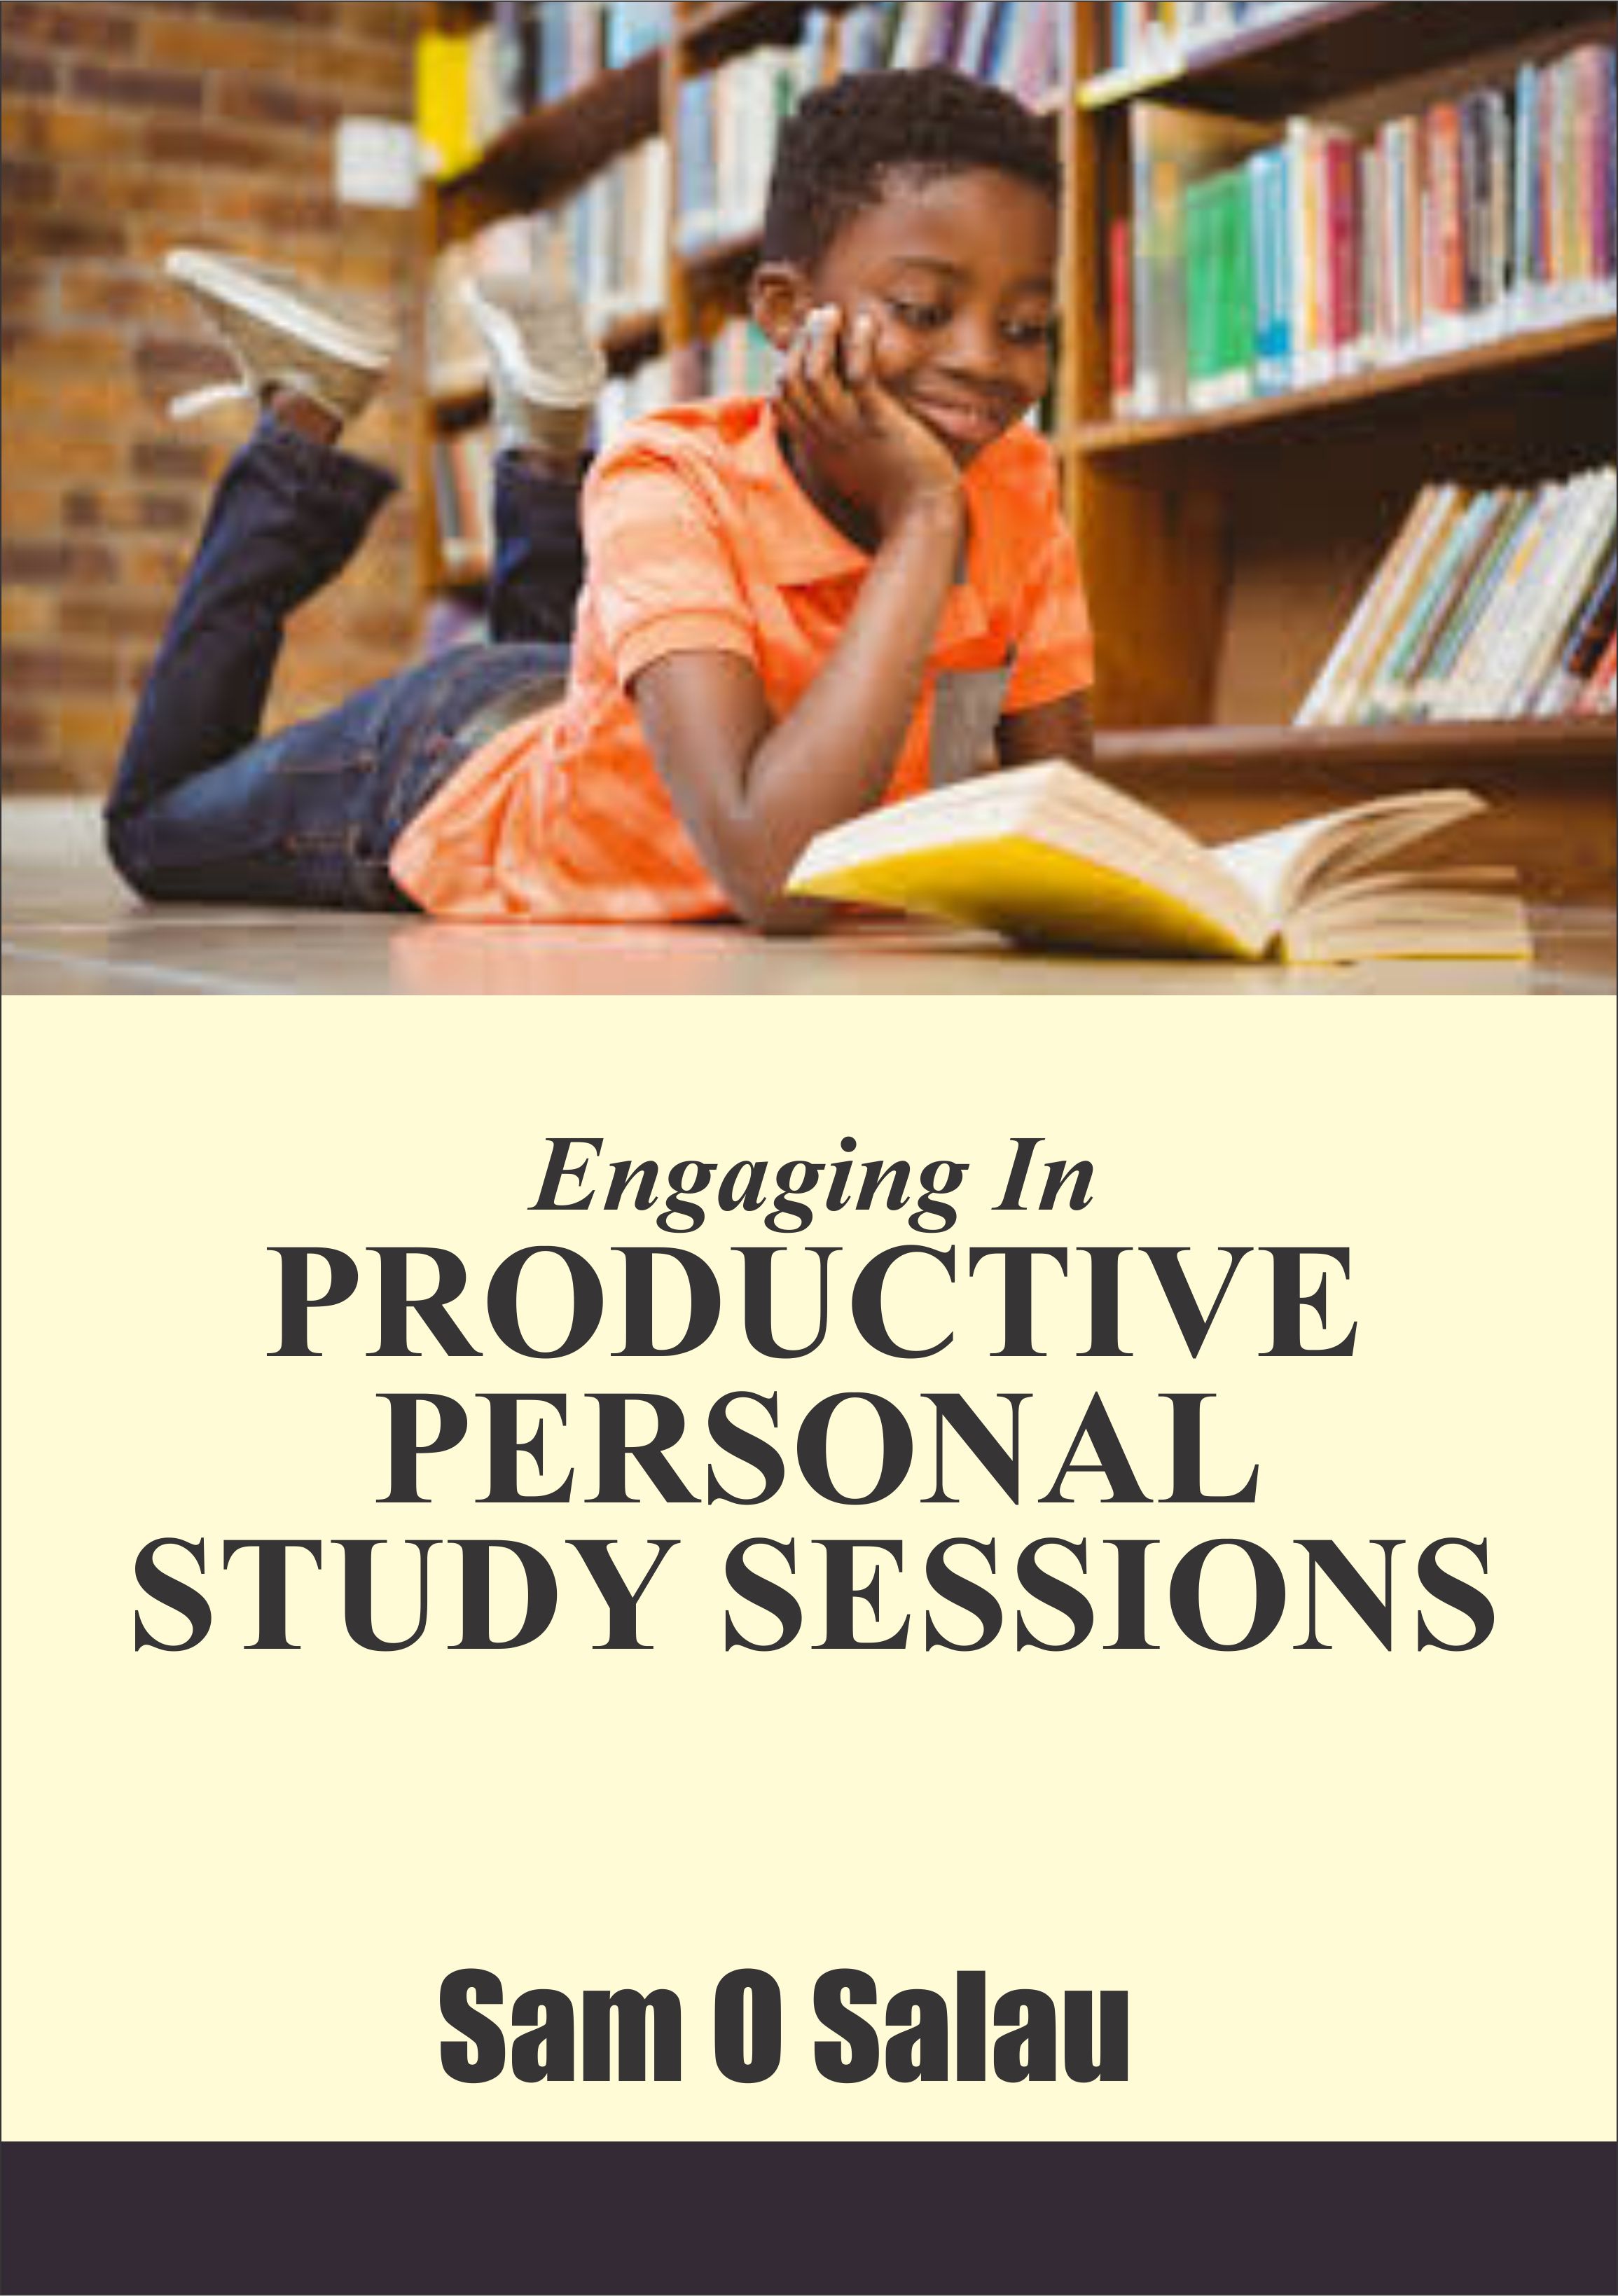 Engaging In
PRODUCTIVE
PERSONAL
STUDY SESSIONS
Sam O Salau